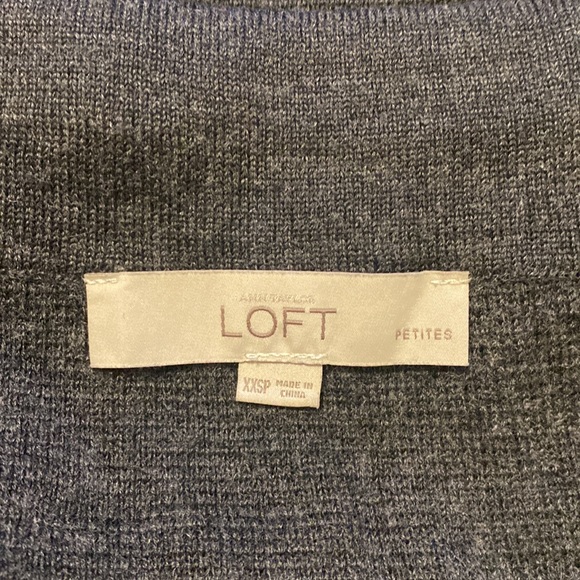 ANN TAYLOR
LOFT
PETITES
XXSP
MADE IN
CHINA